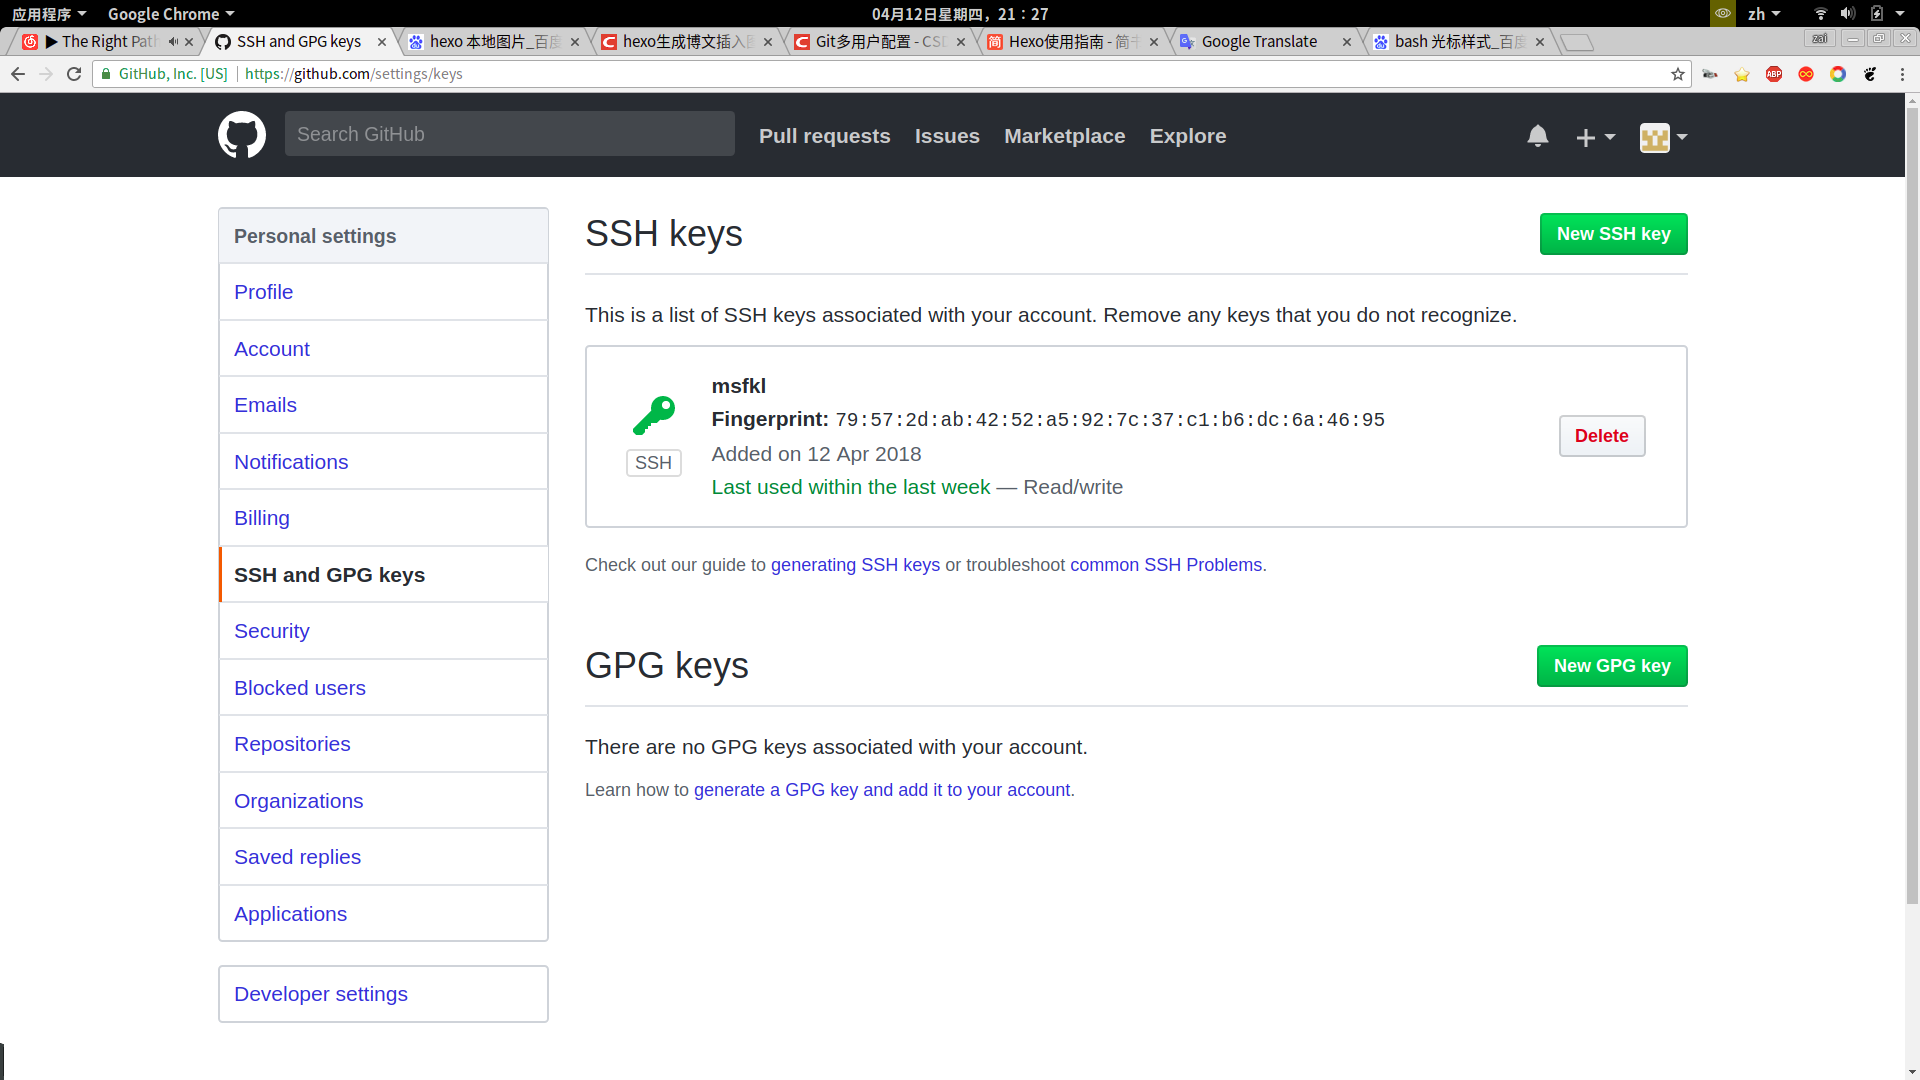 应用程序 Google Chrome 04月12日星期四，21：27 zh
▶ The Right Path SSH and GPG keys hexo 本地图片_百度 hexo生成博文插入图 Git多用户配置 - CSD Hexo使用指南 - 简书 Google Translate bash 光标样式_百度 zai
GitHub, Inc. [US] https://github.com/settings/keys ABP
Search GitHub Pull requests Issues Marketplace Explore
Personal settings
Profile
Account
Emails
Notifications
Billing
SSH and GPG keys
Security
Blocked users
Repositories
Organizations
Saved replies
Applications
Developer settings
SSH keys
New SSH key
This is a list of SSH keys associated with your account. Remove any keys that you do not recognize.
SSH
msfkl
Fingerprint: 79:57:2d:ab:42:52:a5:92:7c:37:c1:b6:dc:6a:46:95
Added on 12 Apr 2018
Last used within the last week — Read/write
Delete
Check out our guide to generating SSH keys or troubleshoot common SSH Problems.
GPG keys
New GPG key
There are no GPG keys associated with your account.
Learn how to generate a GPG key and add it to your account.